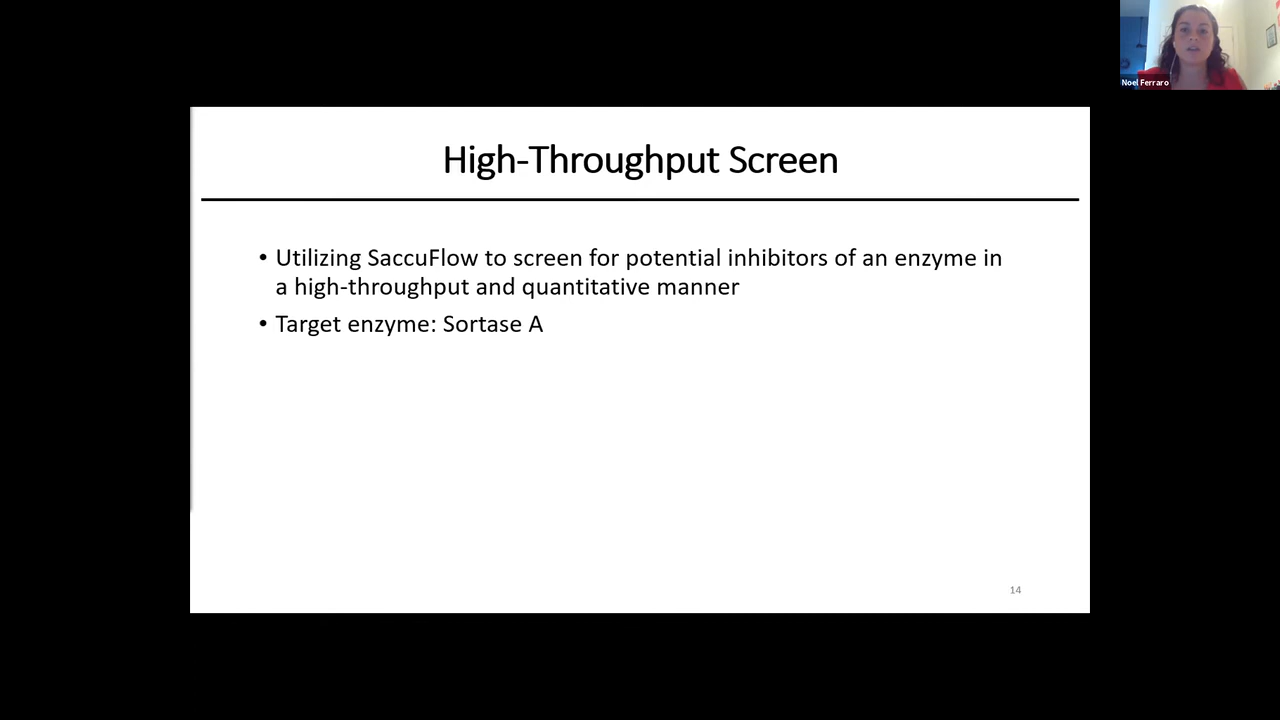 Noel Ferraro
High-Throughput Screen
• Utilizing SaccuFlow to screen for potential inhibitors of an enzyme in
a high-throughput and quantitative manner
• Target enzyme: Sortase A
14